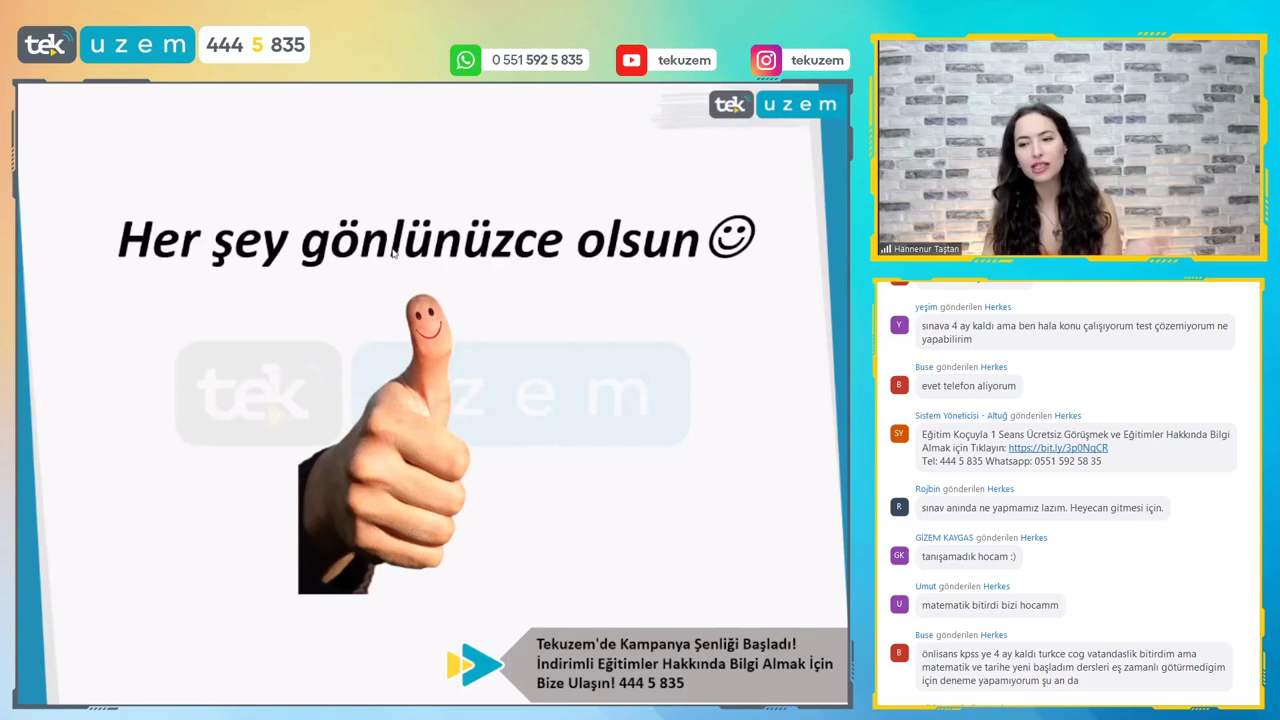 tek uzem 444 5 835
0 551 592 5 835
tekuzem
tekuzem
tek uzem
Her şey gönlünüzce olsun☺
tek uzem
Tekuzem'de Kampanya Şenliği Başladı!
İndirimli Eğitimler Hakkında Bilgi Almak İçin
Bize Ulaşın! 444 5 835
Hannenur Taştan
yeşim gönderilen Herkes
Y
sınava 4 ay kaldı ama ben hala konu çalışıyorum test çözemiyorum ne
yapabilirim
Buse gönderilen Herkes
B
evet telefon aliyorum
Sistem Yöneticisi - Altuğ gönderilen Herkes
SY
Eğitim Koçuyla 1 Seans Ücretsiz Görüşmek ve Eğitimler Hakkında Bilgi
Almak için Tıklayın: https://bit.ly/3p0NqCR
Tel: 444 5 835 Whatsapp: 0551 592 58 35
Rojbin gönderilen Herkes
R
sınav anında ne yapmamız lazım. Heyecan gitmesi için.
GİZEM KAYGAS gönderilen Herkes
GK
tanışamadık hocam :)
Umut gönderilen Herkes
U
matematik bitirdi bizi hocamm
Buse gönderilen Herkes
B
önlisans kpss ye 4 ay kaldı turkce cog vatandaslik bitirdim ama
matematik ve tarihe yeni başladım dersleri eş zamanlı götürmedigim
için deneme yapamıyorum şu an da